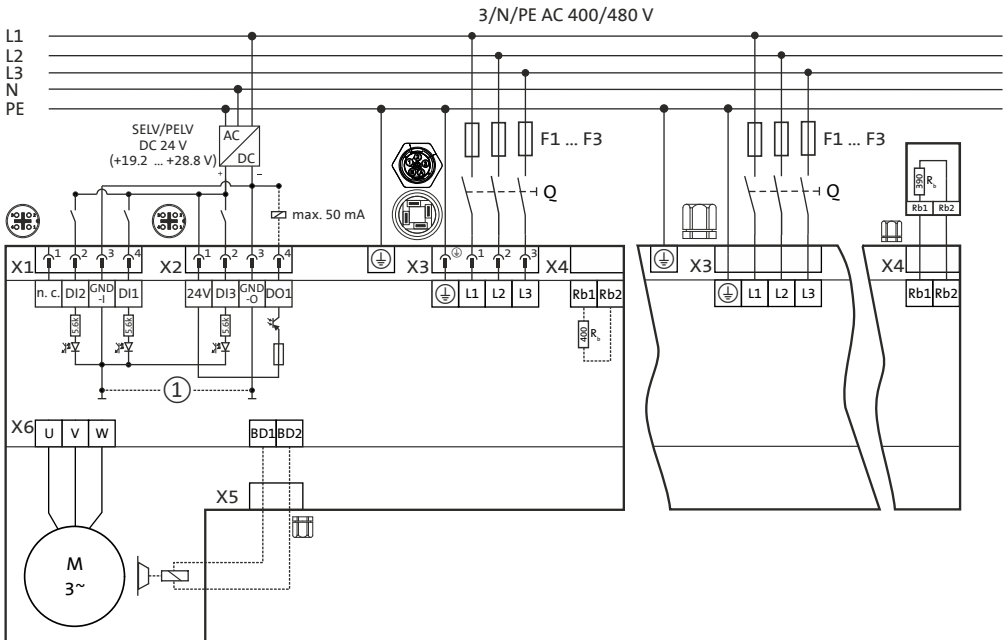 3/N/PE AC 400/480 V
L1
L2
L3
N
PE
SELV/PELV
DC 24 V
(+19.2 ... +28.8 V)
AC
DC
+ −
F1 ... F3
F1 ... F3
Q
Q
max. 50 mA
390
R
Rb1 Rb2
X1 1 2 3 4
X2 1 2 3 4
X3 1 2 3
X4
X3
X4
n. c. DI2 GND-I DI1
24V DI3 GND-O DO1
L1 L2 L3
Rb1 Rb2
L1 L2 L3
Rb1 Rb2
5.6k
5.6k
5.6k
400
R
1
X6 U V W
BD1 BD2
X5
M
3~